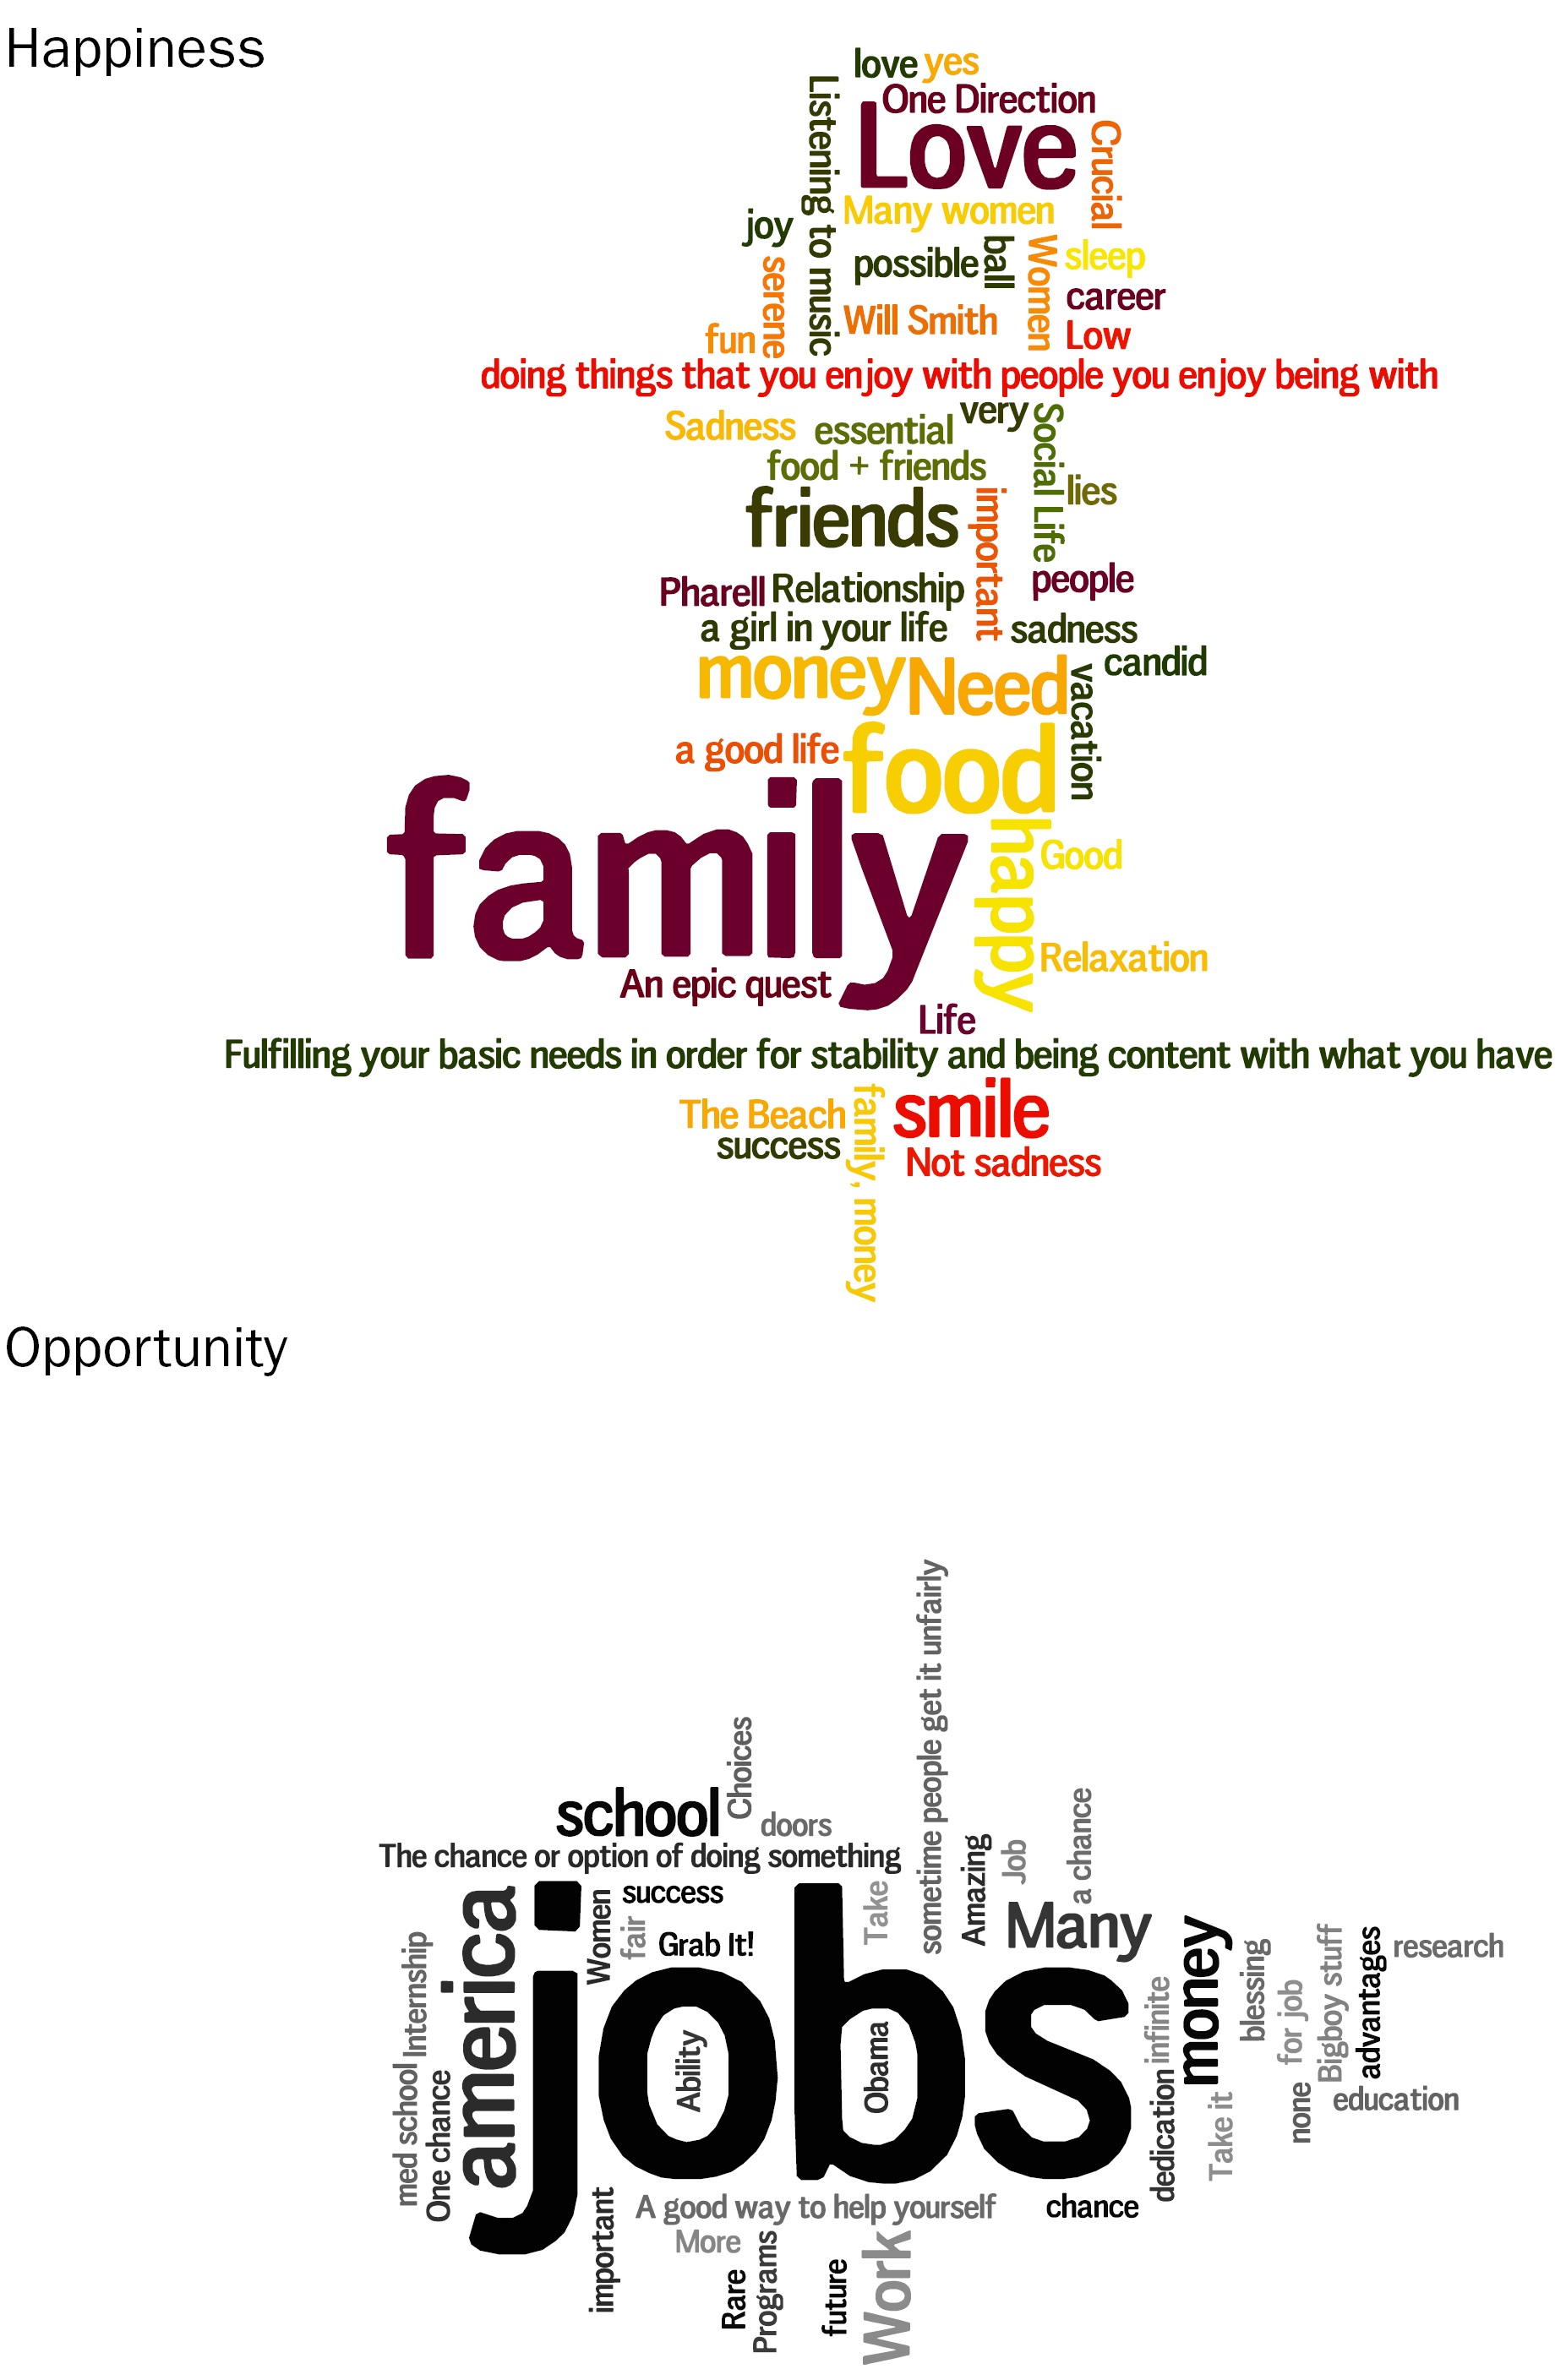 Happiness
love
yes
One Direction
Listening to music
Love
Crucial
Many women
joy
possible
ball
Women
sleep
serene
career
Will Smith
fun
Low
doing things that you enjoy with people you enjoy being with
very
Sadness
essential
Social Life
food + friends
friends
important
lies
Pharell
Relationship
people
a girl in your life
sadness
candid
money
Need
vacation
a good life
food
family
happy
Good
Relaxation
An epic quest
Life
Fulfilling your basic needs in order for stability and being content with what you have
The Beach
family, money
smile
success
Not sadness
Opportunity
sometime people get it unfairly
Choices
school
doors
a chance
The chance or option of doing something
Amazing
Job
america
Women
success
Take
Many
fair
Grab It!
jobs
money
Internship
blessing
Bigboy stuff
advantages
research
infinite
for job
Ability
Obama
med school
One chance
dedication
Take it
none
education
important
A good way to help yourself
chance
More
Rare
Programs
future
Work